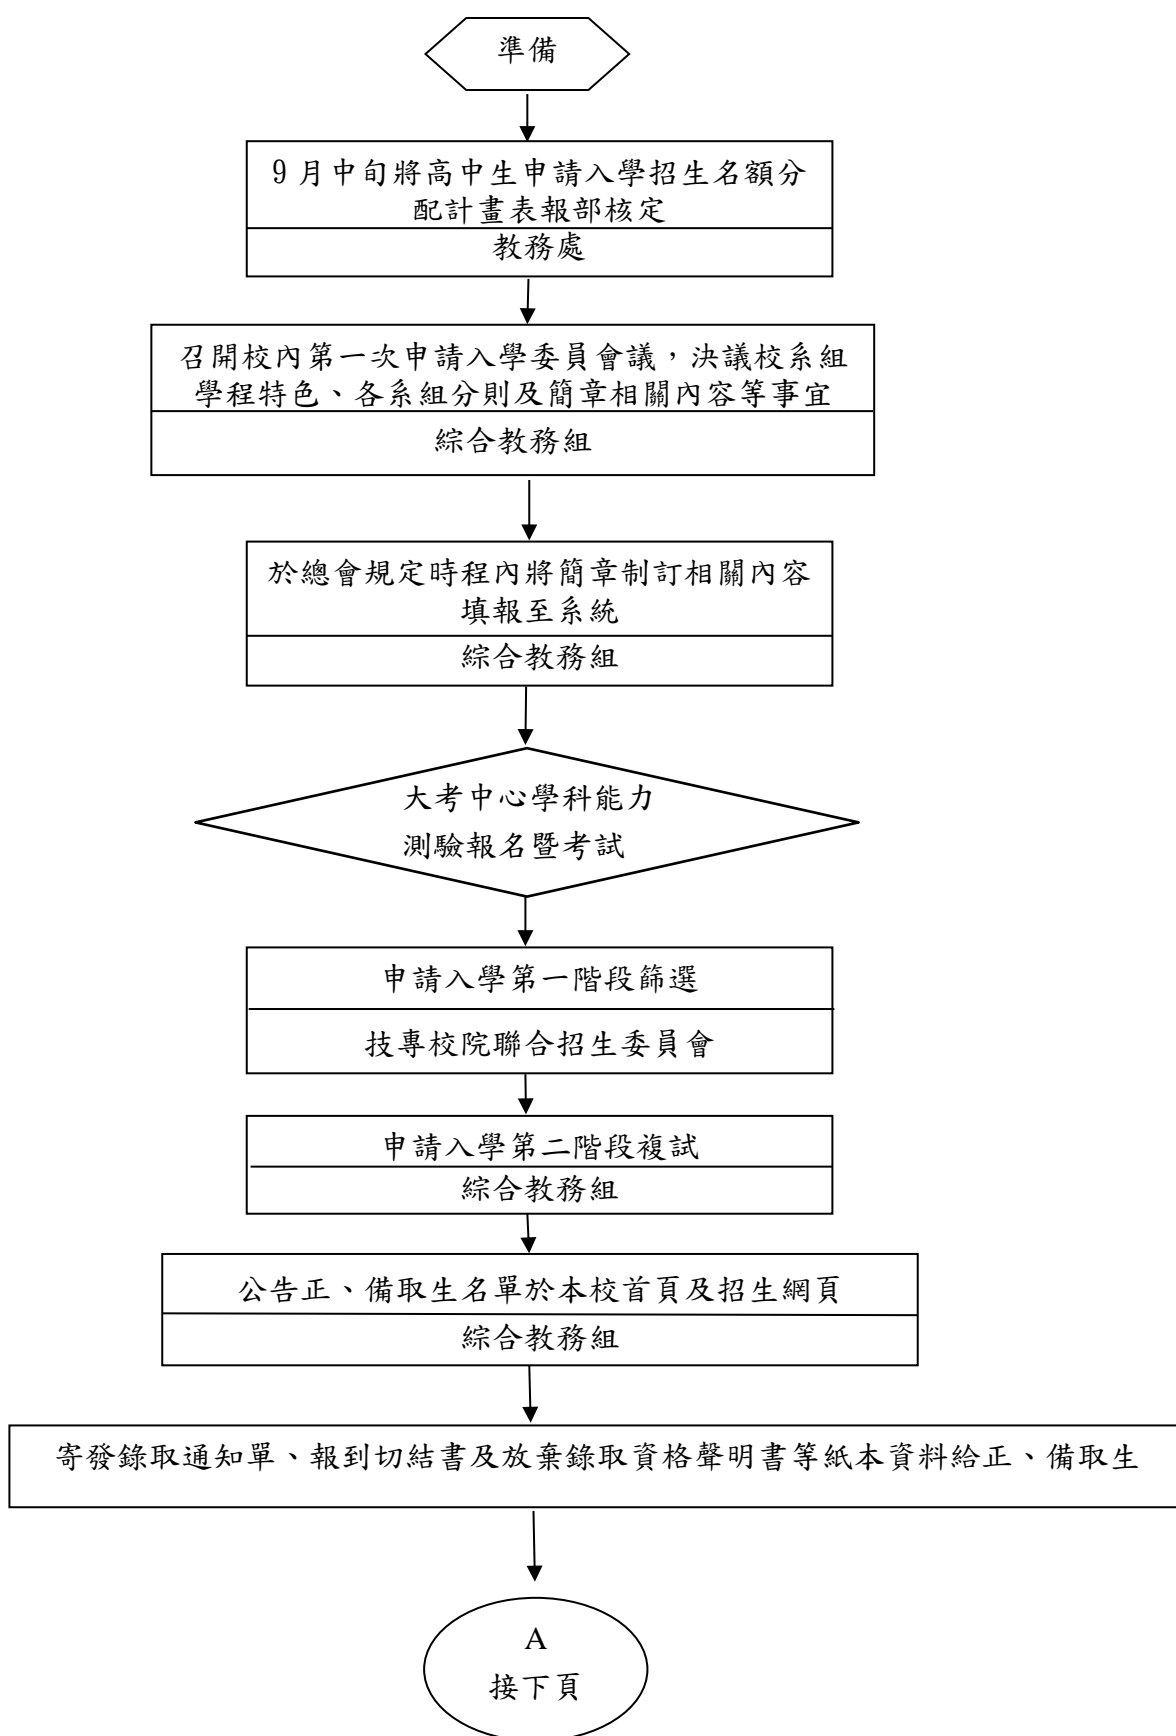 準備
9 月中旬將高中生申請入學招生名額分
配計畫表報部核定
教務處
召開校內第一次申請入學委員會議，決議校系組
學程特色、各系組分則及簡章相關內容等事宜
綜合教務組
於總會規定時程內將簡章制訂相關內容
填報至系統
綜合教務組
大考中心學科能力
測驗報名暨考試
申請入學第一階段篩選
技專校院聯合招生委員會
申請入學第二階段複試
綜合教務組
公告正、備取生名單於本校首頁及招生網頁
綜合教務組
寄發錄取通知單、報到切結書及放棄錄取資格聲明書等紙本資料給正、備取生
A
接下頁